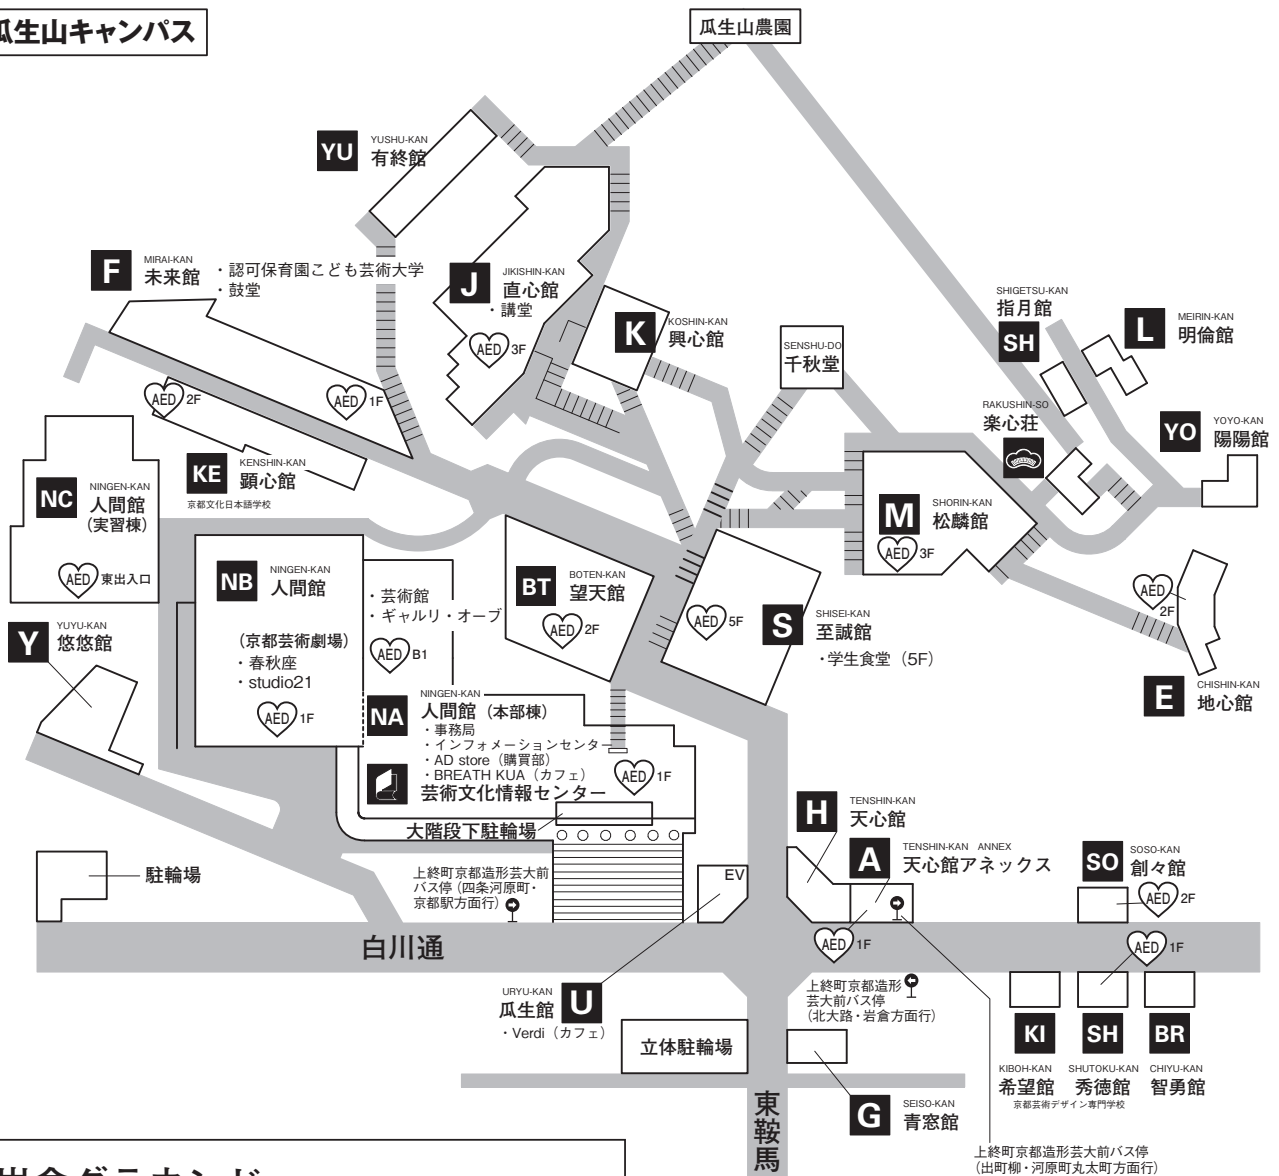 瓜生山キャンパス
瓜生山農園
YU
YUSHU-KAN
有終館
F
MIRAI-KAN
未来館
・認可保育園こども芸術大学
・鼓堂
J
JIKISHIN-KAN
直心館
・講堂
AED 3F
K
KOSHIN-KAN
興心館
SENSHU-DO
千秋堂
SHIGETSU-KAN
指月館
SH
L
MEIRIN-KAN
明倫館
RAKUSHIN-SO
楽心荘
YO
YOYO-KAN
陽陽館
AED 2F
AED 1F
KE
KENSHIN-KAN
顕心館
京都文化日本語学校
NC
NINGEN-KAN
人間館
(実習棟)
AED 東出入口
NB
NINGEN-KAN
人間館
(京都芸術劇場)
・春秋座
・studio21
AED 1F
・芸術館
・ギャルリ・オーブ
AED B1
BT
BOTEN-KAN
望天館
AED 2F
M
SHORIN-KAN
松麟館
AED 3F
AED 5F
S
SHISEI-KAN
至誠館
・学生食堂（5F）
AED
2F
E
CHISHIN-KAN
地心館
Y
YUYU-KAN
悠悠館
NA
NINGEN-KAN
人間館（本部棟）
・事務局
・インフォメーションセンター
・AD store（購買部）
・BREATH KUA（カフェ）
芸術文化情報センター
AED 1F
大階段下駐輪場
H
TENSHIN-KAN
天心館
A
TENSHIN-KAN ANNEX
天心館アネックス
SO
SOSO-KAN
創々館
AED 2F
駐輪場
上終町京都造形芸大前
バス停（四条河原町・
京都駅方面行）
EV
白川通
AED 1F
AED 1F
URYU-KAN
瓜生館
U
・Verdi（カフェ）
上終町京都造形
芸大前バス停
（北大路・岩倉方面行）
立体駐輪場
KI
SH
BR
KIBOH-KAN
希望館
SHUTOKU-KAN
秀徳館
CHIYU-KAN
智勇館
京都芸術デザイン専門学校
G
SEISO-KAN
青窓館
東鞍馬
上終町京都造形芸大前バス停
（出町柳・河原町丸太町方面行）